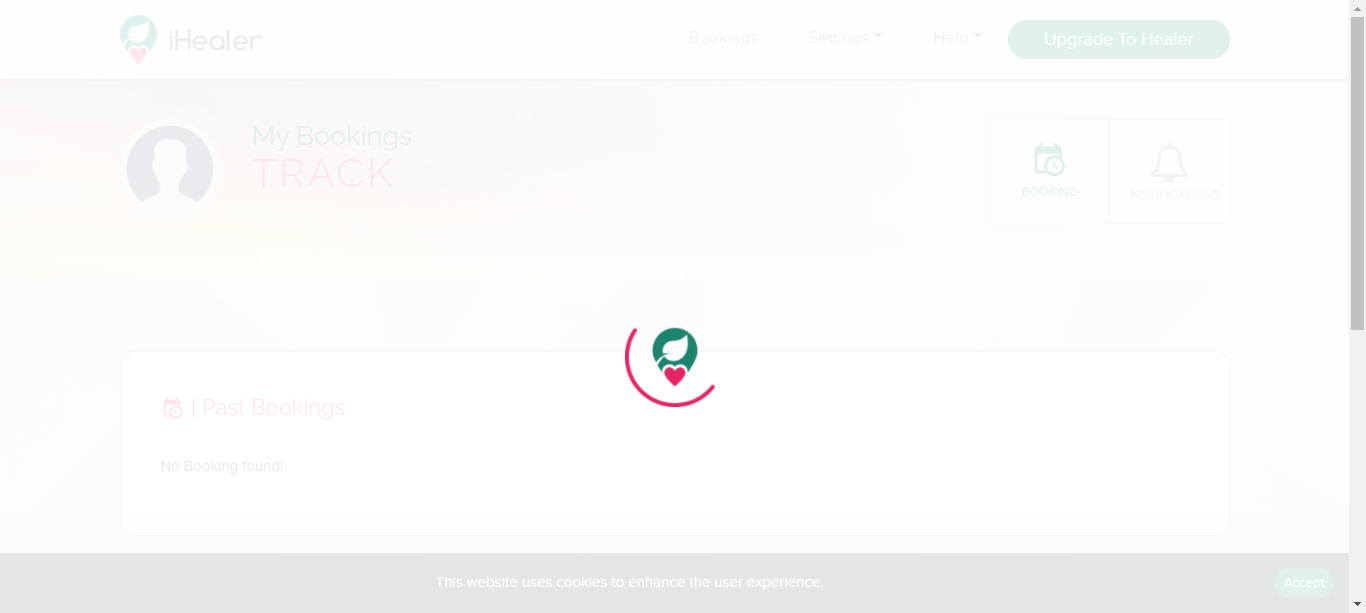 iHealer
Bookings
Settings
Help
Upgrade To Healer
My Bookings
TRACK
BOOKING
NOTIFICATIONS
| Past Bookings
No Booking found!
This website uses cookies to enhance the user experience.
Accept